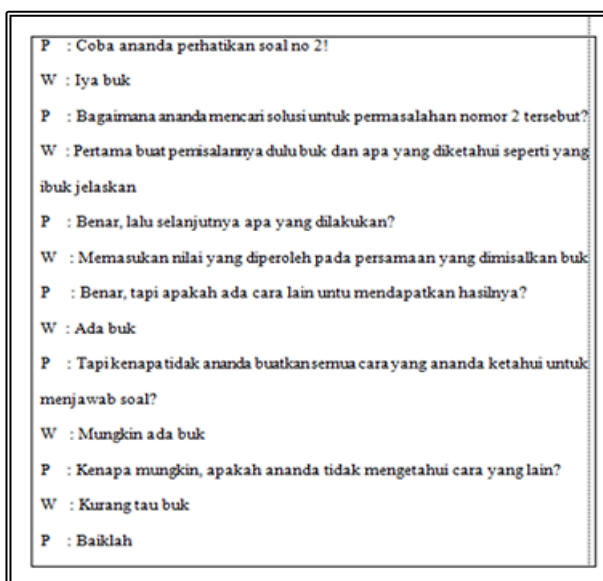 P : Coba ananda perhatikan soal no 2!
W : Iya buk
P : Bagaimana ananda mencari solusi untuk permasalahan nomor 2 tersebut?
W : Pertama buat pemisalannya dulu buk dan apa yang diketahui seperti yang
ibuk jelaskan
P : Benar, lalu selanjutnya apa yang dilakukan?
W : Memasukan nilai yang diperoleh pada persamaan yang dimisalkan buk
P : Benar, tapi apakah ada cara lain untu mendapatkan hasilnya?
W : Ada buk
P : Tapi kenapa tidak ananda buatkan semua cara yang ananda ketahui untuk
menjawab soal?
W : Mungkin ada buk
P : Kenapa mungkin, apakah ananda tidak mengetahui cara yang lain?
W : Kurang tau buk
P : Baiklah